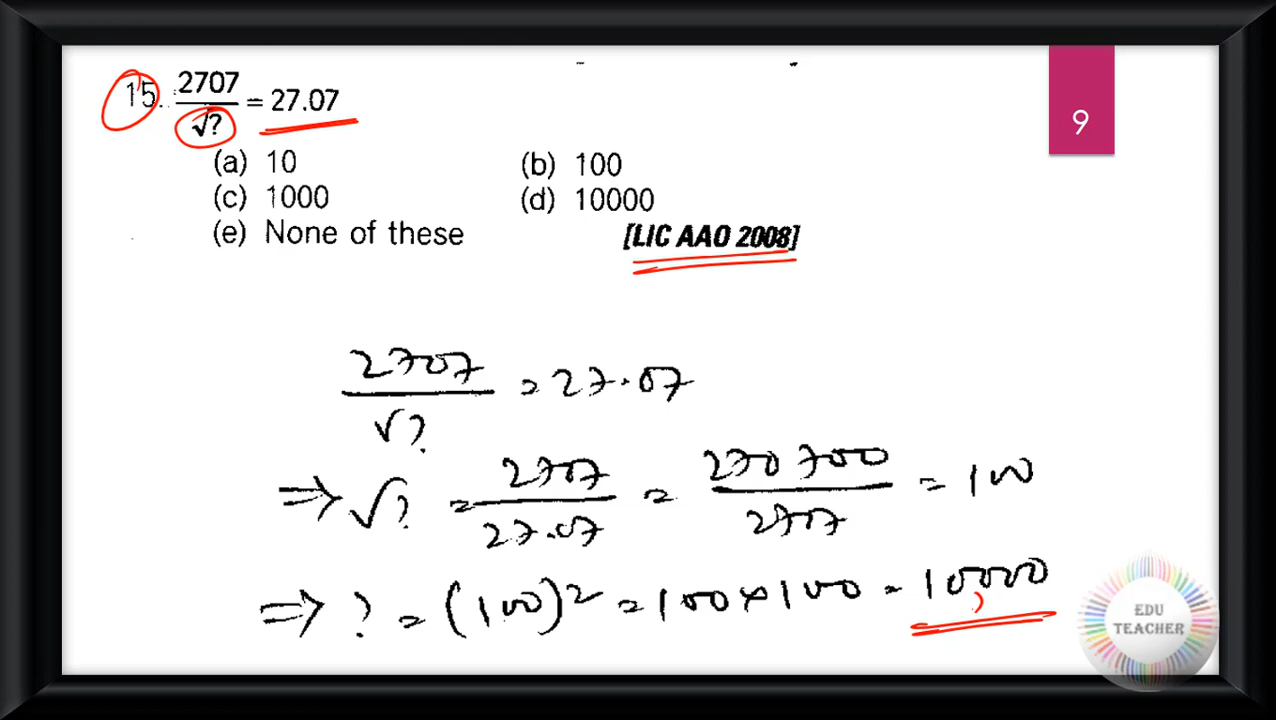 15. 2707/√? = 27.07
9
(a) 10 (b) 100
(c) 1000 (d) 10000
(e) None of these [LIC AAO 2008]
2707/√? = 27.07
⇒ √? = 2707/27.07 = 270700/2707 = 100
⇒ ? = (100)² = 100 × 100 = 10000
EDU
TEACHER